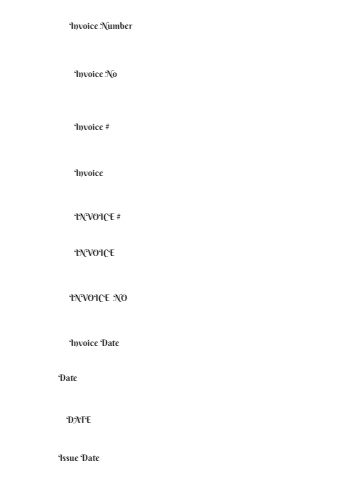 Invoice Number
Invoice No
Invoice #
Invoice
INVOICE #
INVOICE
INVOICE NO
Invoice Date
Date
DATE
Issue Date